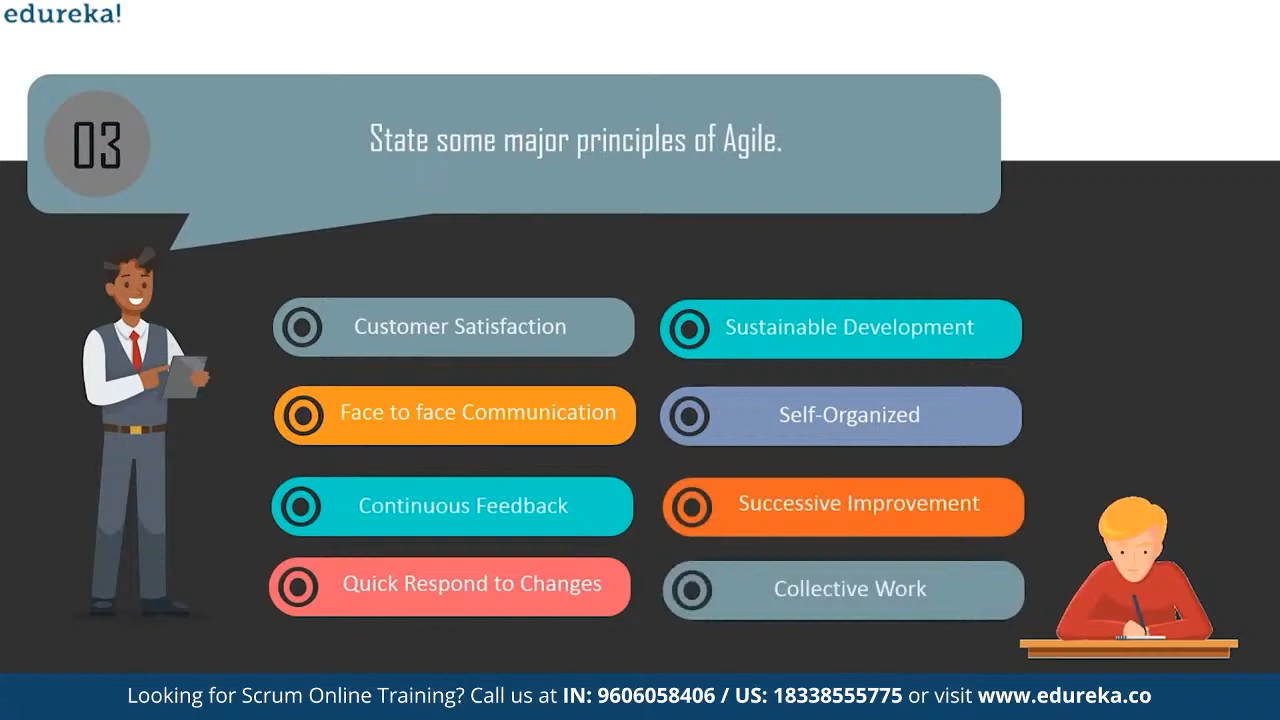 edureka!
03
State some major principles of Agile.
Customer Satisfaction
Sustainable Development
Face to face Communication
Self-Organized
Continuous Feedback
Successive Improvement
Quick Respond to Changes
Collective Work
Looking for Scrum Online Training? Call us at IN: 9606058406 / US: 18338555775 or visit www.edureka.co